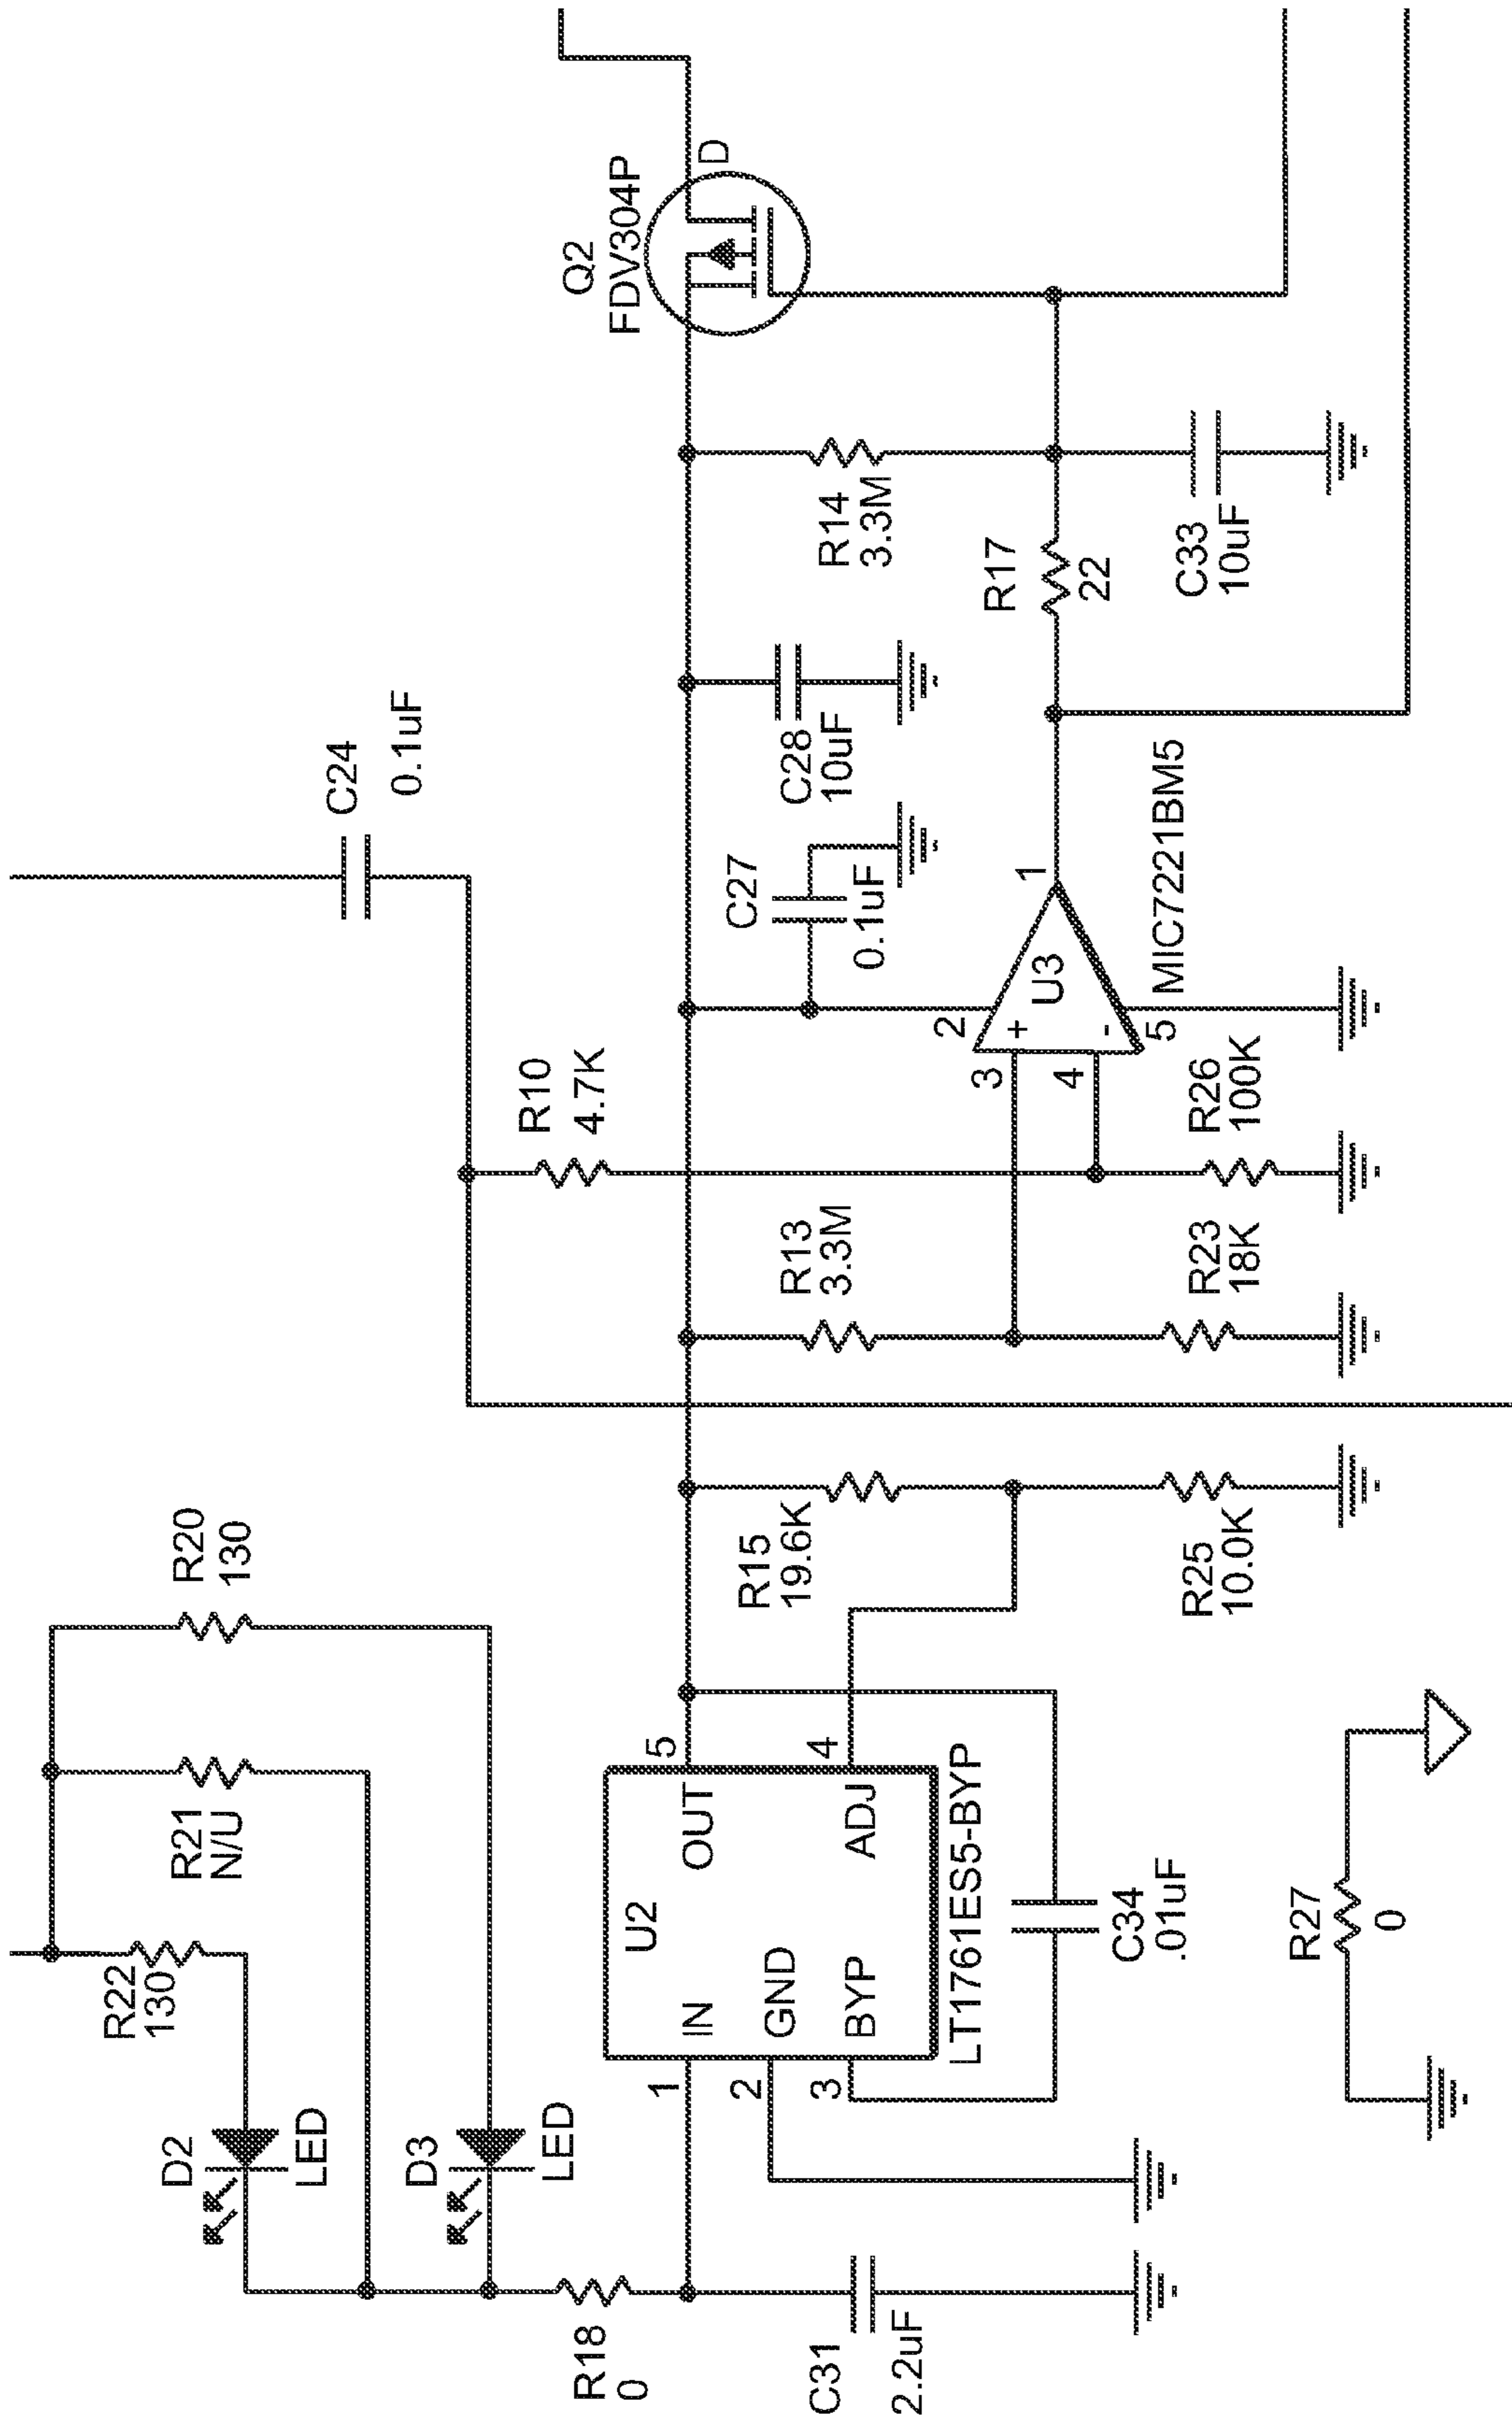 R22
130
R21
N/U
R20
130
D2
LED
D3
LED
R18
0
C31
2.2uF
U2
IN
GND
BYP
OUT
ADJ
1
2
3
5
4
LT1761ES5-BYP
C34
.01uF
R27
0
R15
19.6K
R25
10.0K
R13
3.3M
R23
18K
R10
4.7K
R26
100K
C24
0.1uF
C27
0.1uF
C28
10uF
U3
+
-
2
3
4
5
1
MIC7221BM5
R17
22
R14
3.3M
C33
10uF
Q2
FDV304P
D